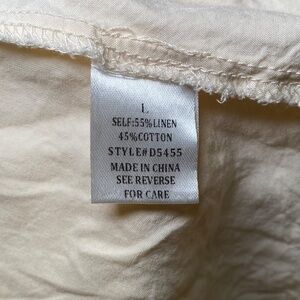 L
SELF:55%LINEN
45%COTTON
STYLE#D5455
MADE IN CHINA
SEE REVERSE
FOR CARE